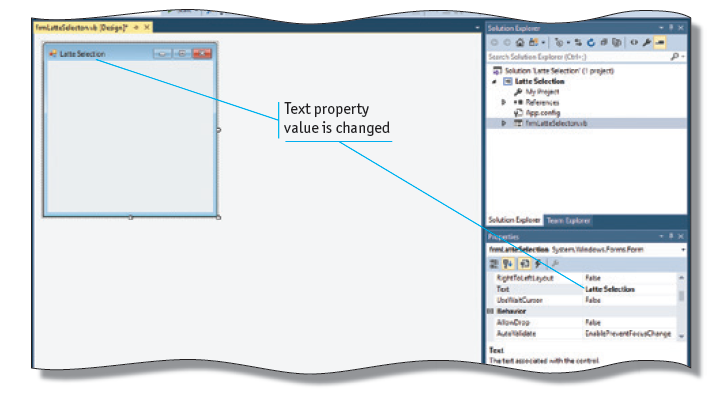 frmLatteSelection.vb [Design]*
Latte Selection
Text property
value is changed
Solution Explorer
Search Solution Explorer (Ctrl+;)
Solution 'Latte Selection' (1 project)
Latte Selection
My Project
References
App.config
frmLatteSelection.vb
Solution Explorer Team Explorer
Properties
frmLatteSelection System.Windows.Forms.Form
RightToLeftLayout False
Text Latte Selection
UseWaitCursor False
Behavior
AllowDrop False
AutoValidate EnablePreventFocusChange
Text
The text associated with the control.